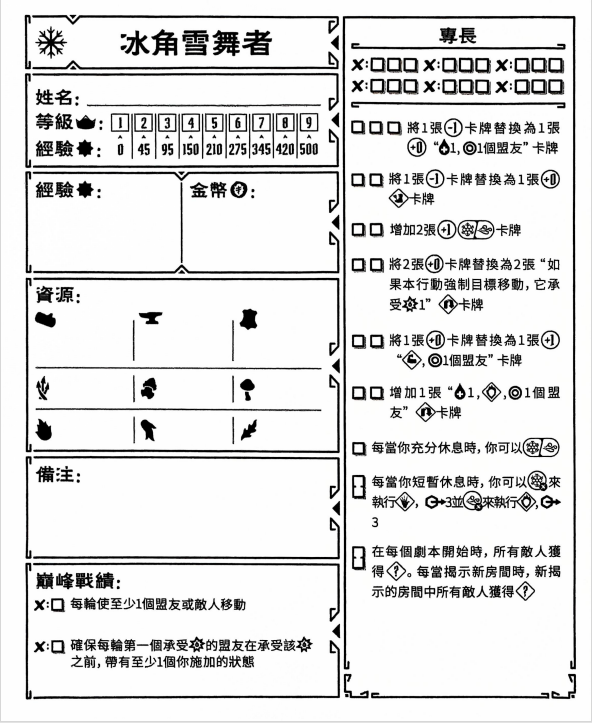 冰角雪舞者
姓名:
等級:
1 2 3 4 5 6 7 8 9
經驗:
0 45 95 150 210 275 345 420 500
經驗:
金幣:
資源:
備注:
巔峰戰績:
每輪使至少1個盟友或敵人移動
確保每輪第一個承受的盟友在承受該
之前,帶有至少1個你施加的狀態
專長
將1張-1卡牌替換為1張
+0 “1,1個盟友” 卡牌
將1張-1卡牌替換為1張+0
卡牌
增加2張+1卡牌
將2張+0卡牌替換為2張 “如
果本行動強制目標移動,它承
受1” 卡牌
將1張+0卡牌替換為1張+1
“,1個盟友” 卡牌
增加1張 “1,,1個盟
友” 卡牌
每當你充分休息時,你可以
每當你短暫休息時,你可以來
執行,3並來執行,
3
在每個劇本開始時,所有敵人獲
得?。每當揭示新房間時,新揭
示的房間中所有敵人獲得?